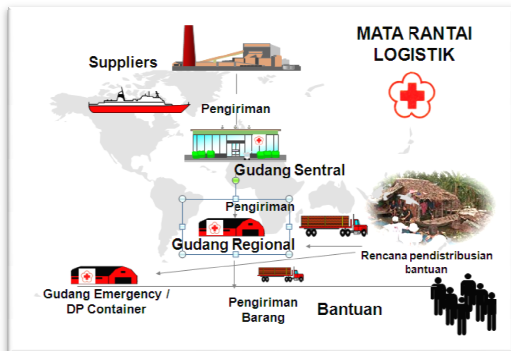 MATA RANTAI
LOGISTIK
Suppliers
Pengiriman
Gudang Sentral
Pengiriman
Gudang Regional
Rencana pendistribusian
bantuan
Gudang Emergency /
DP Container
Pengiriman
Barang
Bantuan